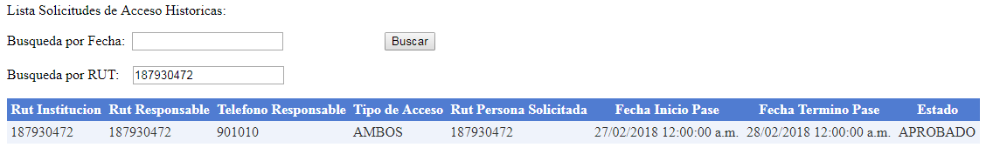 Lista Solicitudes de Acceso Historicas:
Busqueda por Fecha: Buscar
Busqueda por RUT: 187930472
Rut Institucion Rut Responsable Telefono Responsable Tipo de Acceso Rut Persona Solicitada Fecha Inicio Pase Fecha Termino Pase Estado
187930472 187930472 901010 AMBOS 187930472 27/02/2018 12:00:00 a.m. 28/02/2018 12:00:00 a.m. APROBADO